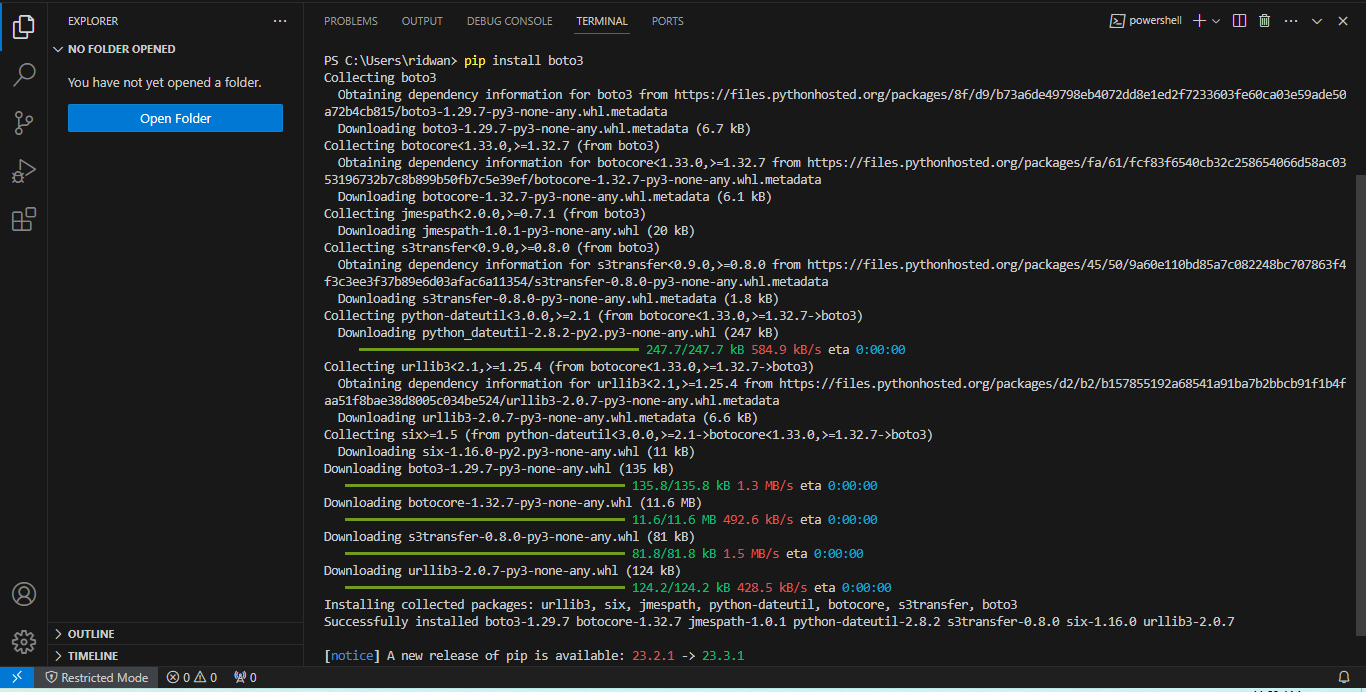 EXPLORER
NO FOLDER OPENED
You have not yet opened a folder.
Open Folder
OUTLINE
TIMELINE
PROBLEMS OUTPUT DEBUG CONSOLE TERMINAL PORTS
powershell
PS C:\Users\ridwan> pip install boto3
Collecting boto3
Obtaining dependency information for boto3 from https://files.pythonhosted.org/packages/8f/d9/b73a6de49798eb4072dd8e1ed2f7233603fe60ca03e59ade50
a72b4cb815/boto3-1.29.7-py3-none-any.whl.metadata
Downloading boto3-1.29.7-py3-none-any.whl.metadata (6.7 kB)
Collecting botocore<1.33.0,>=1.32.7 (from boto3)
Obtaining dependency information for botocore<1.33.0,>=1.32.7 from https://files.pythonhosted.org/packages/fa/61/fcf83f6540cb32c258654066d58ac03
53196732b7c8b899b50fb7c5e39ef/botocore-1.32.7-py3-none-any.whl.metadata
Downloading botocore-1.32.7-py3-none-any.whl.metadata (6.1 kB)
Collecting jmespath<2.0.0,>=0.7.1 (from boto3)
Downloading jmespath-1.0.1-py3-none-any.whl (20 kB)
Collecting s3transfer<0.9.0,>=0.8.0 (from boto3)
Obtaining dependency information for s3transfer<0.9.0,>=0.8.0 from https://files.pythonhosted.org/packages/45/50/9a60e110bd85a7c082248bc707863f4
f3c3ee3f37b89e6d03afac6a11354/s3transfer-0.8.0-py3-none-any.whl.metadata
Downloading s3transfer-0.8.0-py3-none-any.whl.metadata (1.8 kB)
Collecting python-dateutil<3.0.0,>=2.1 (from botocore<1.33.0,>=1.32.7->boto3)
Downloading python_dateutil-2.8.2-py2.py3-none-any.whl (247 kB)
247.7/247.7 kB 584.9 kB/s eta 0:00:00
Collecting urllib3<2.1,>=1.25.4 (from botocore<1.33.0,>=1.32.7->boto3)
Obtaining dependency information for urllib3<2.1,>=1.25.4 from https://files.pythonhosted.org/packages/d2/b2/b157855192a68541a91ba7b2bbcb91f1b4f
aa51f8bae38d8005c034be524/urllib3-2.0.7-py3-none-any.whl.metadata
Downloading urllib3-2.0.7-py3-none-any.whl.metadata (6.6 kB)
Collecting six>=1.5 (from python-dateutil<3.0.0,>=2.1->botocore<1.33.0,>=1.32.7->boto3)
Downloading six-1.16.0-py2.py3-none-any.whl (11 kB)
Downloading boto3-1.29.7-py3-none-any.whl (135 kB)
135.8/135.8 kB 1.3 MB/s eta 0:00:00
Downloading botocore-1.32.7-py3-none-any.whl (11.6 MB)
11.6/11.6 MB 492.6 kB/s eta 0:00:00
Downloading s3transfer-0.8.0-py3-none-any.whl (81 kB)
81.8/81.8 kB 1.5 MB/s eta 0:00:00
Downloading urllib3-2.0.7-py3-none-any.whl (124 kB)
124.2/124.2 kB 428.5 kB/s eta 0:00:00
Installing collected packages: urllib3, six, jmespath, python-dateutil, botocore, s3transfer, boto3
Successfully installed boto3-1.29.7 botocore-1.32.7 jmespath-1.0.1 python-dateutil-2.8.2 s3transfer-0.8.0 six-1.16.0 urllib3-2.0.7
[notice] A new release of pip is available: 23.2.1 -> 23.3.1
Restricted Mode 0 0 0